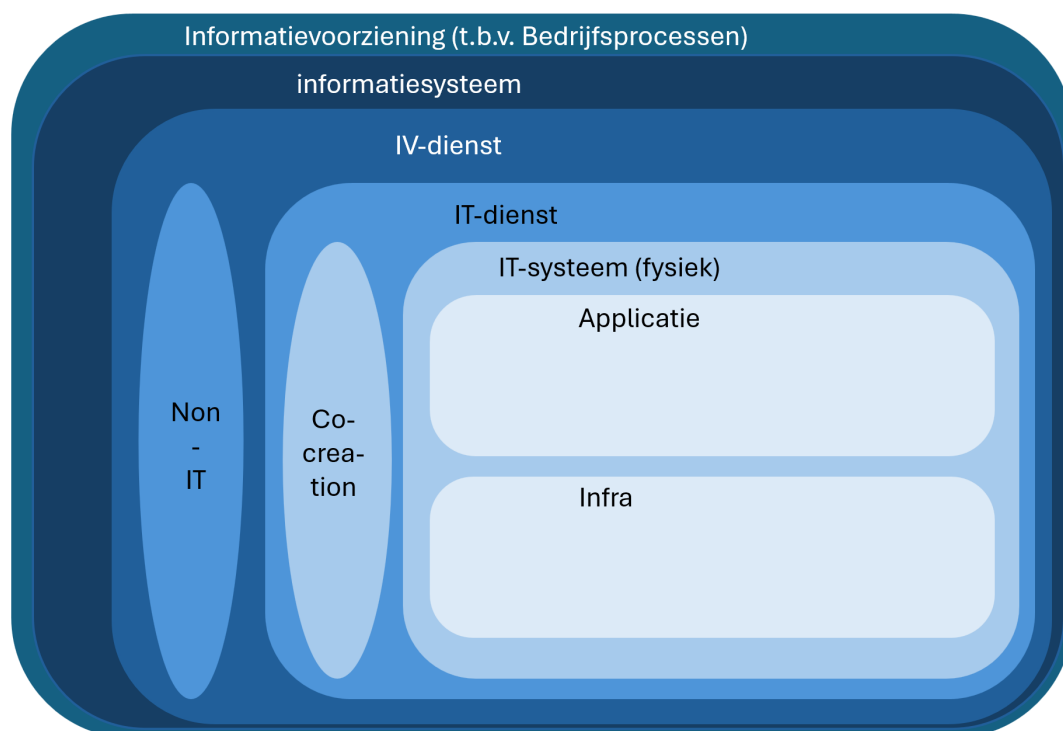 Informatievoorziening (t.b.v. Bedrijfsprocessen)
informatiesysteem
IV-dienst
IT-dienst
IT-systeem (fysiek)
Applicatie
Non
-
IT
Co-
crea-
tion
Infra